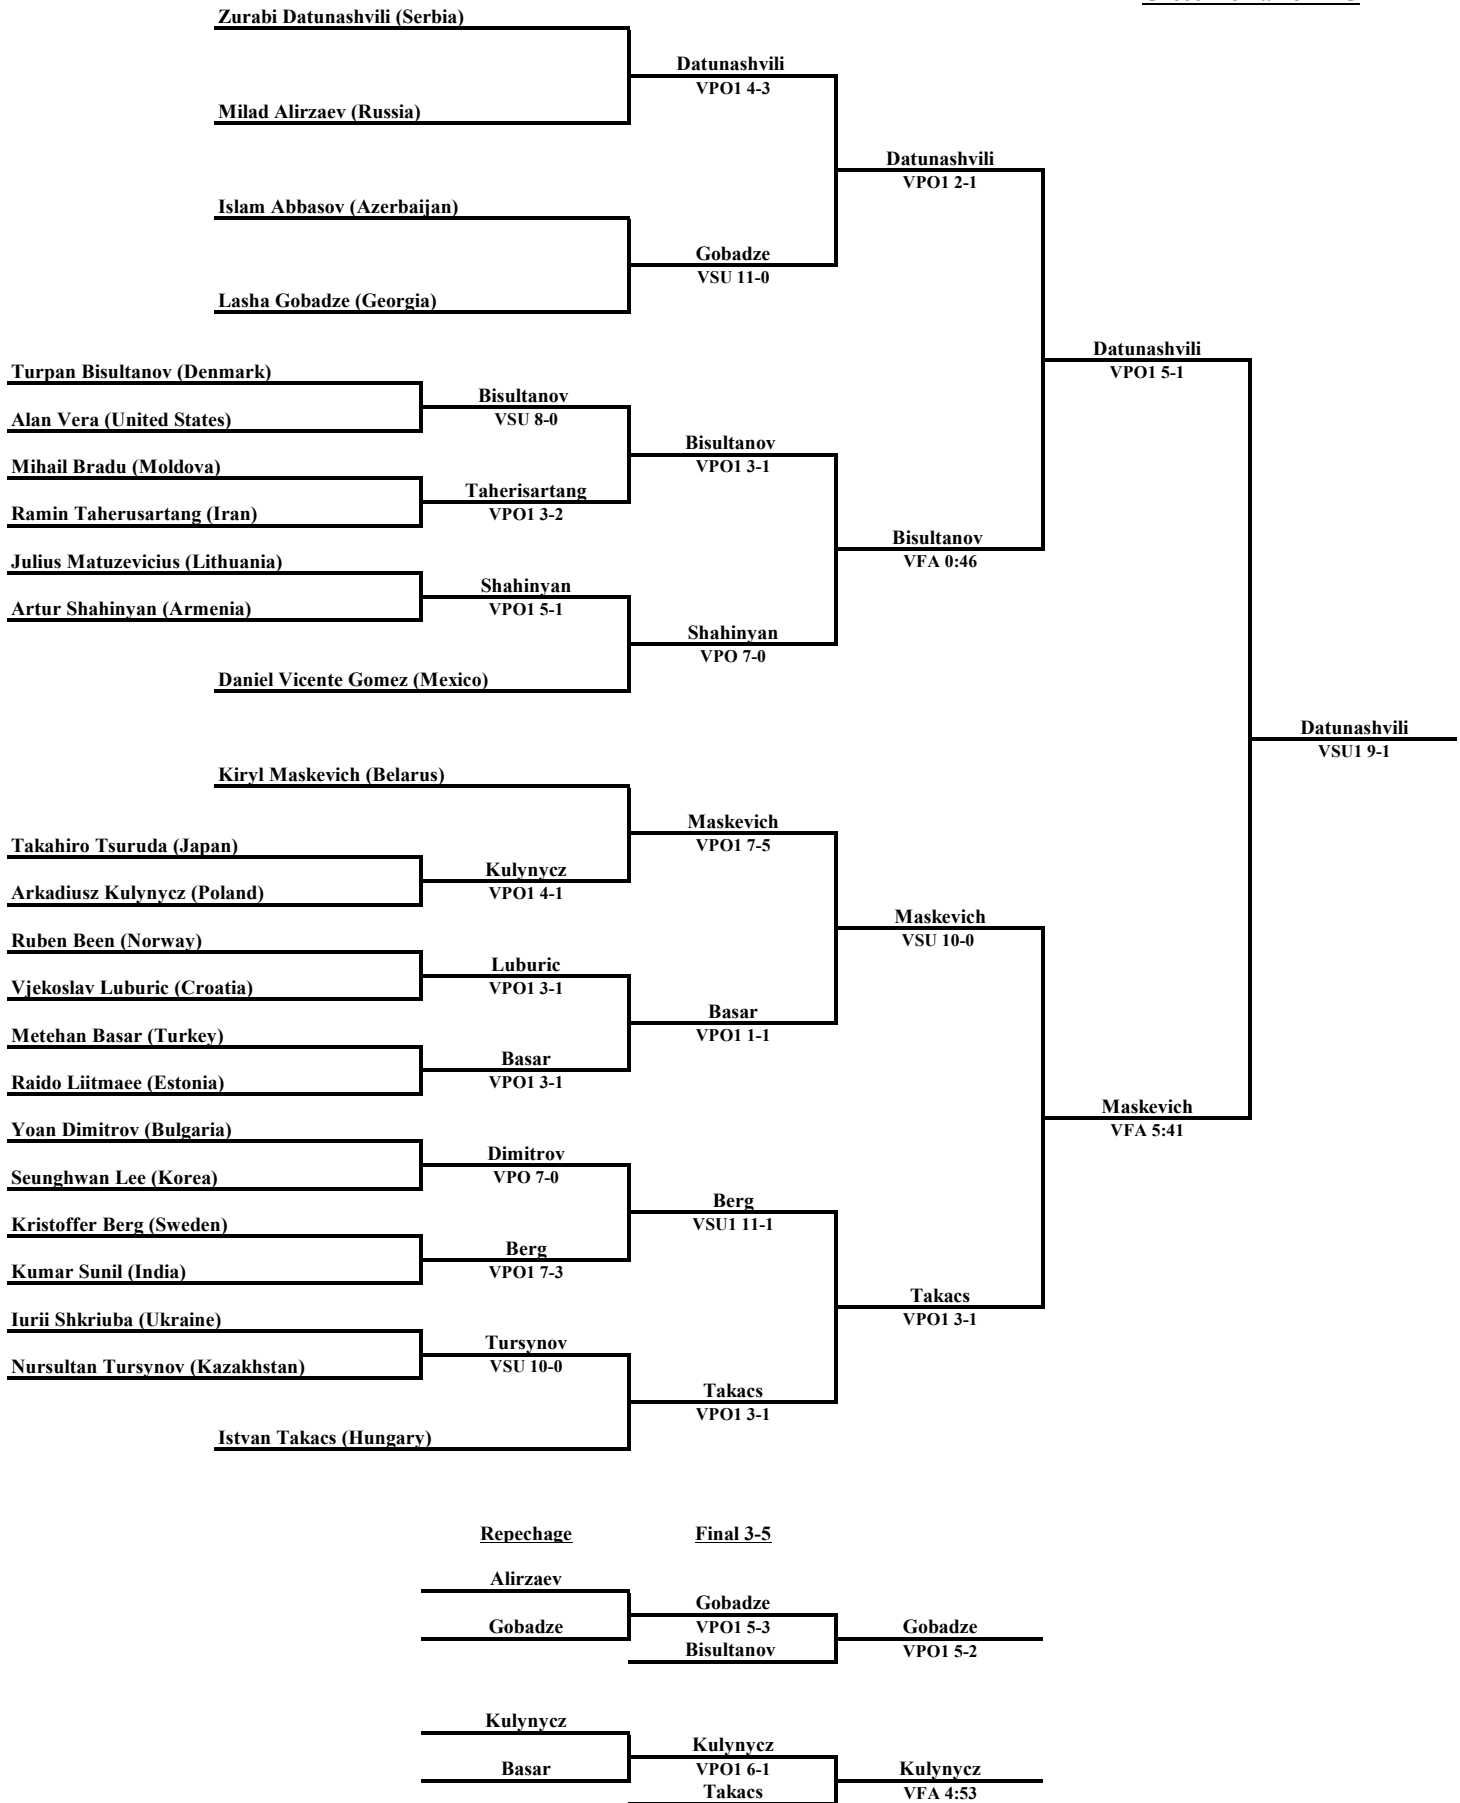 Zurabi Datunashvili (Serbia)
Datunashvili
VPO1 4-3
Milad Alirzaev (Russia)
Datunashvili
VPO1 2-1
Islam Abbasov (Azerbaijan)
Gobadze
VSU 11-0
Lasha Gobadze (Georgia)
Datunashvili
VPO1 5-1
Turpan Bisultanov (Denmark)
Bisultanov
VSU 8-0
Alan Vera (United States)
Bisultanov
VPO1 3-1
Mihail Bradu (Moldova)
Taherisartang
VPO1 3-2
Ramin Taherusartang (Iran)
Bisultanov
VFA 0:46
Julius Matuzevicius (Lithuania)
Shahinyan
VPO1 5-1
Artur Shahinyan (Armenia)
Shahinyan
VPO 7-0
Daniel Vicente Gomez (Mexico)
Datunashvili
VSU1 9-1
Kiryl Maskevich (Belarus)
Maskevich
VPO1 7-5
Takahiro Tsuruda (Japan)
Kulynycz
VPO1 4-1
Arkadiusz Kulynycz (Poland)
Maskevich
VSU 10-0
Ruben Been (Norway)
Luburic
VPO1 3-1
Vjekoslav Luburic (Croatia)
Basar
VPO1 1-1
Metehan Basar (Turkey)
Basar
VPO1 3-1
Raido Liitmaee (Estonia)
Maskevich
VFA 5:41
Yoan Dimitrov (Bulgaria)
Dimitrov
VPO 7-0
Seunghwan Lee (Korea)
Berg
VSU1 11-1
Kristoffer Berg (Sweden)
Berg
VPO1 7-3
Kumar Sunil (India)
Takacs
VPO1 3-1
Iurii Shkriuba (Ukraine)
Tursynov
VSU 10-0
Nursultan Tursynov (Kazakhstan)
Takacs
VPO1 3-1
Istvan Takacs (Hungary)
Repechage Final 3-5
Alirzaev
Gobadze
VPO1 5-3
Gobadze
Bisultanov
Gobadze
VPO1 5-2
Kulynycz
Kulynycz
VPO1 6-1
Basar
Takacs
Kulynycz
VFA 4:53